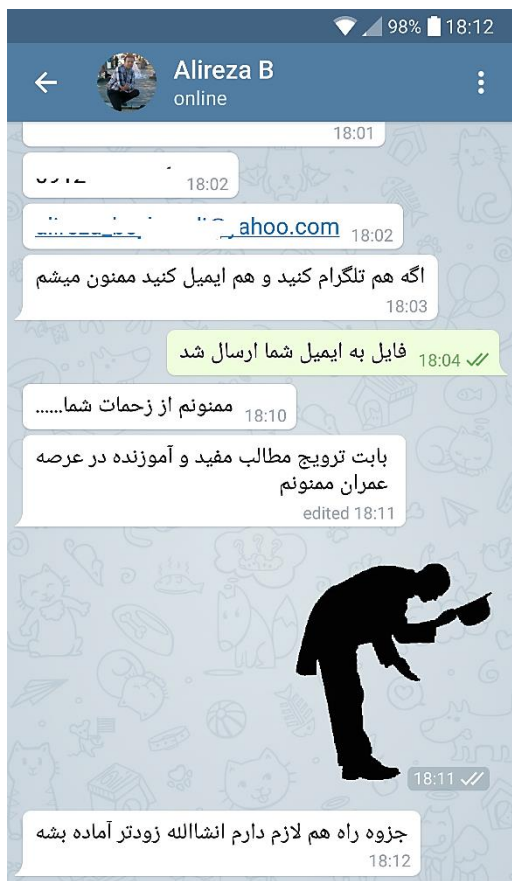 98% 18:12
Alireza B
online
18:01
18:02
ahoo.com 18:02
اگه هم تلگرام کنید و هم ایمیل کنید ممنون میشم
18:03
فایل به ایمیل شما ارسال شد 18:04
ممنونم از زحمات شما...... 18:10
بابت ترویج مطالب مفید و آموزنده در عرصه
عمران ممنونم
edited 18:11
18:11
جزوه راه هم لازم دارم انشاالله زودتر آماده بشه
18:12